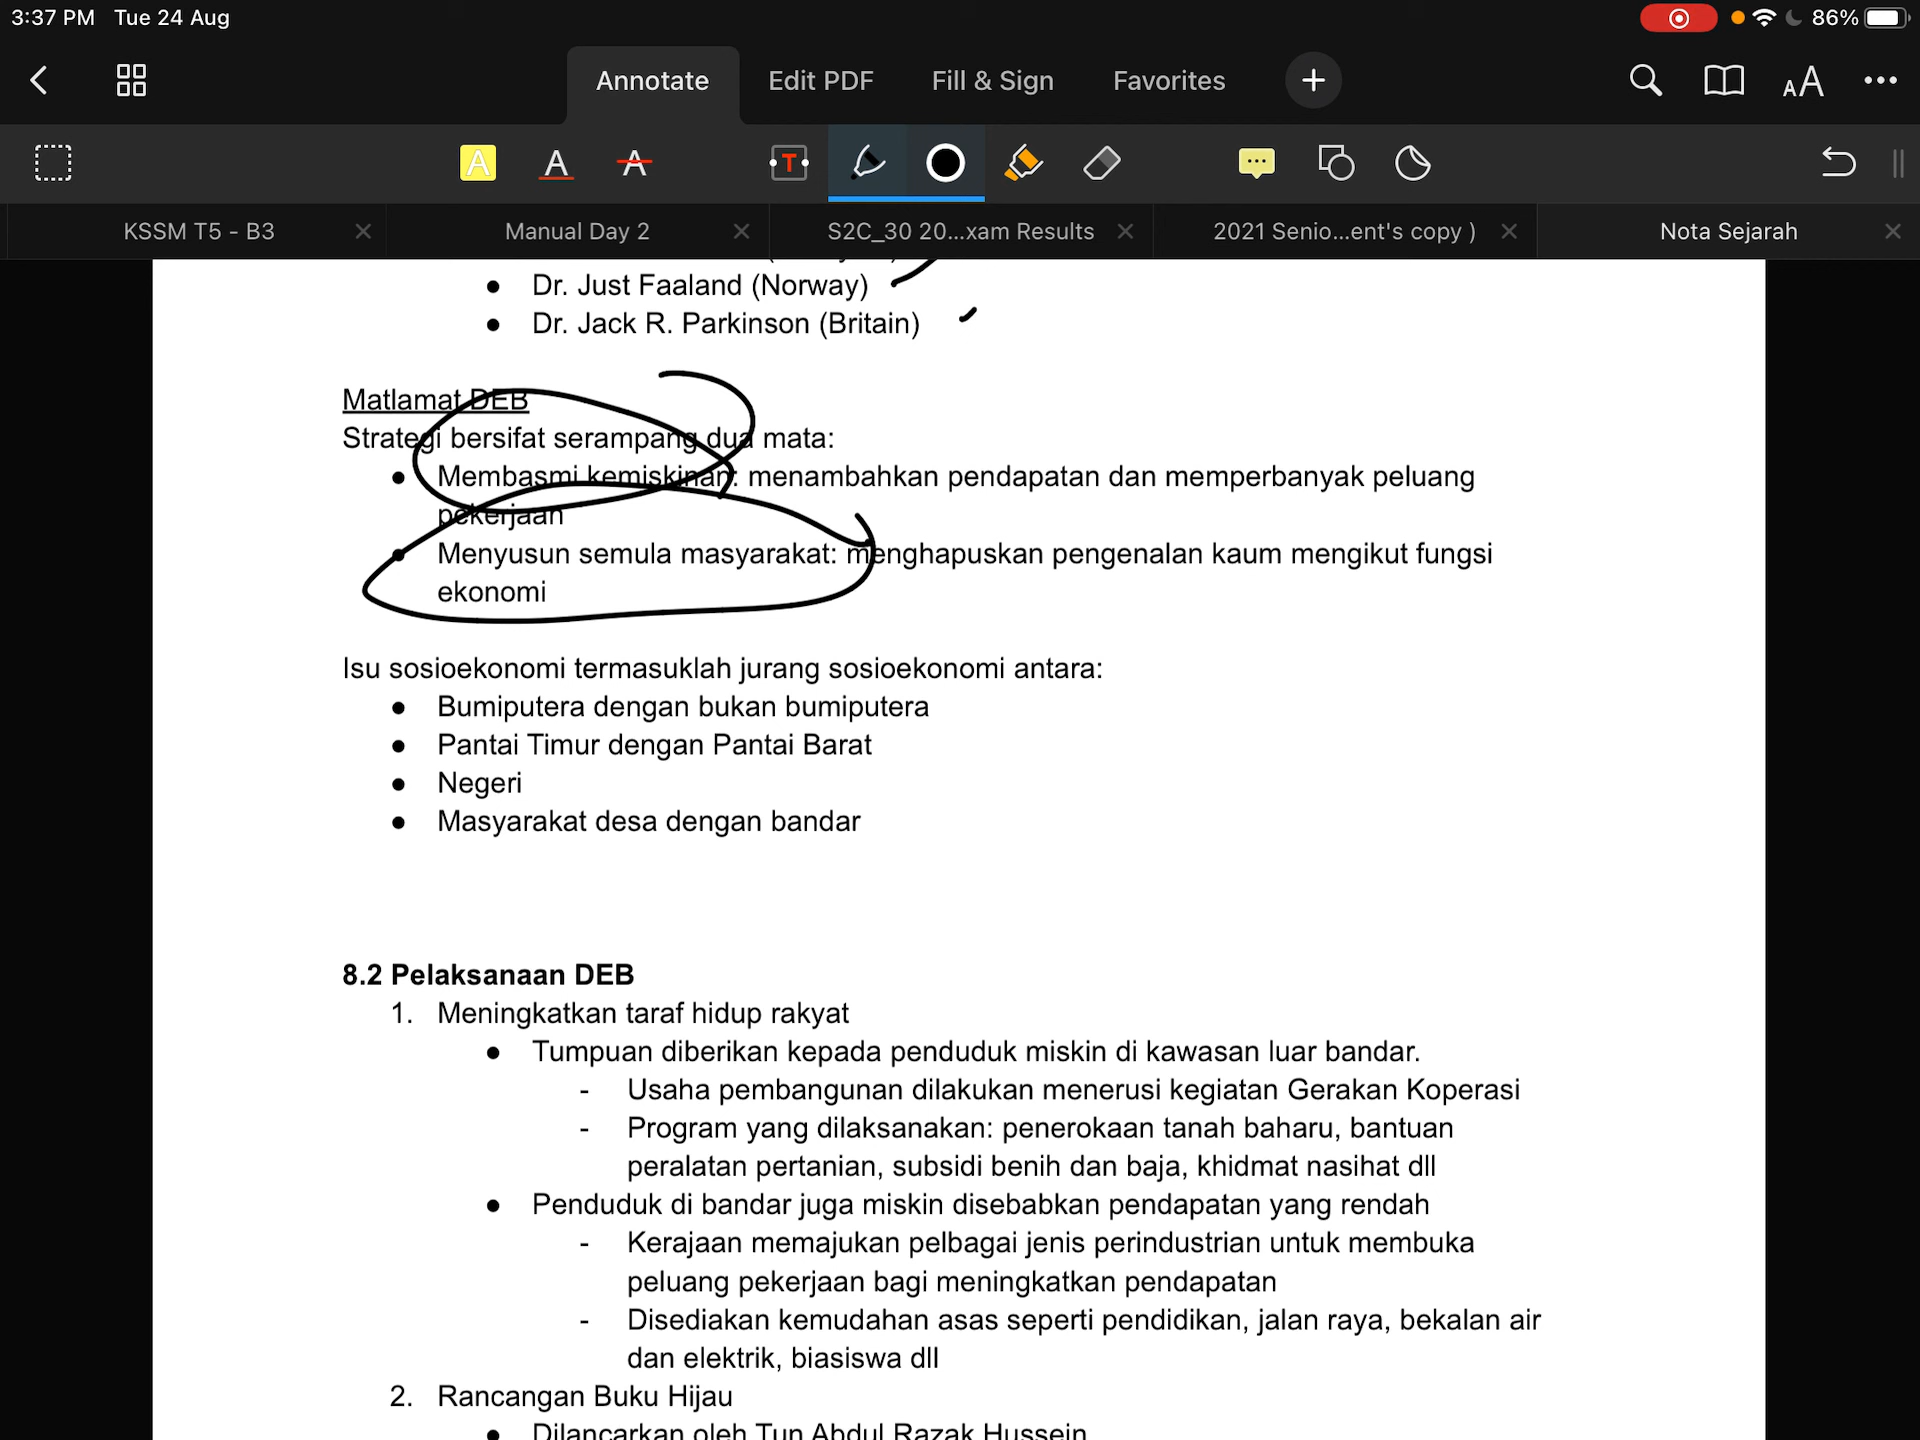 3:37 PM Tue 24 Aug
86%
Annotate Edit PDF Fill & Sign Favorites
AA
A A A T
KSSM T5 - B3
Manual Day 2
S2C_30 20...xam Results
2021 Senio...ent's copy )
Nota Sejarah
● Dr. Just Faaland (Norway)
● Dr. Jack R. Parkinson (Britain)
Matlamat DEB
Strategi bersifat serampang dua mata:
● Membasmi kemiskinan: menambahkan pendapatan dan memperbanyak peluang
pekerjaan
● Menyusun semula masyarakat: menghapuskan pengenalan kaum mengikut fungsi
ekonomi
Isu sosioekonomi termasuklah jurang sosioekonomi antara:
● Bumiputera dengan bukan bumiputera
● Pantai Timur dengan Pantai Barat
● Negeri
● Masyarakat desa dengan bandar
8.2 Pelaksanaan DEB
1. Meningkatkan taraf hidup rakyat
● Tumpuan diberikan kepada penduduk miskin di kawasan luar bandar.
- Usaha pembangunan dilakukan menerusi kegiatan Gerakan Koperasi
- Program yang dilaksanakan: penerokaan tanah baharu, bantuan
peralatan pertanian, subsidi benih dan baja, khidmat nasihat dll
● Penduduk di bandar juga miskin disebabkan pendapatan yang rendah
- Kerajaan memajukan pelbagai jenis perindustrian untuk membuka
peluang pekerjaan bagi meningkatkan pendapatan
- Disediakan kemudahan asas seperti pendidikan, jalan raya, bekalan air
dan elektrik, biasiswa dll
2. Rancangan Buku Hijau
● Dilancarkan oleh Tun Abdul Razak Hussein